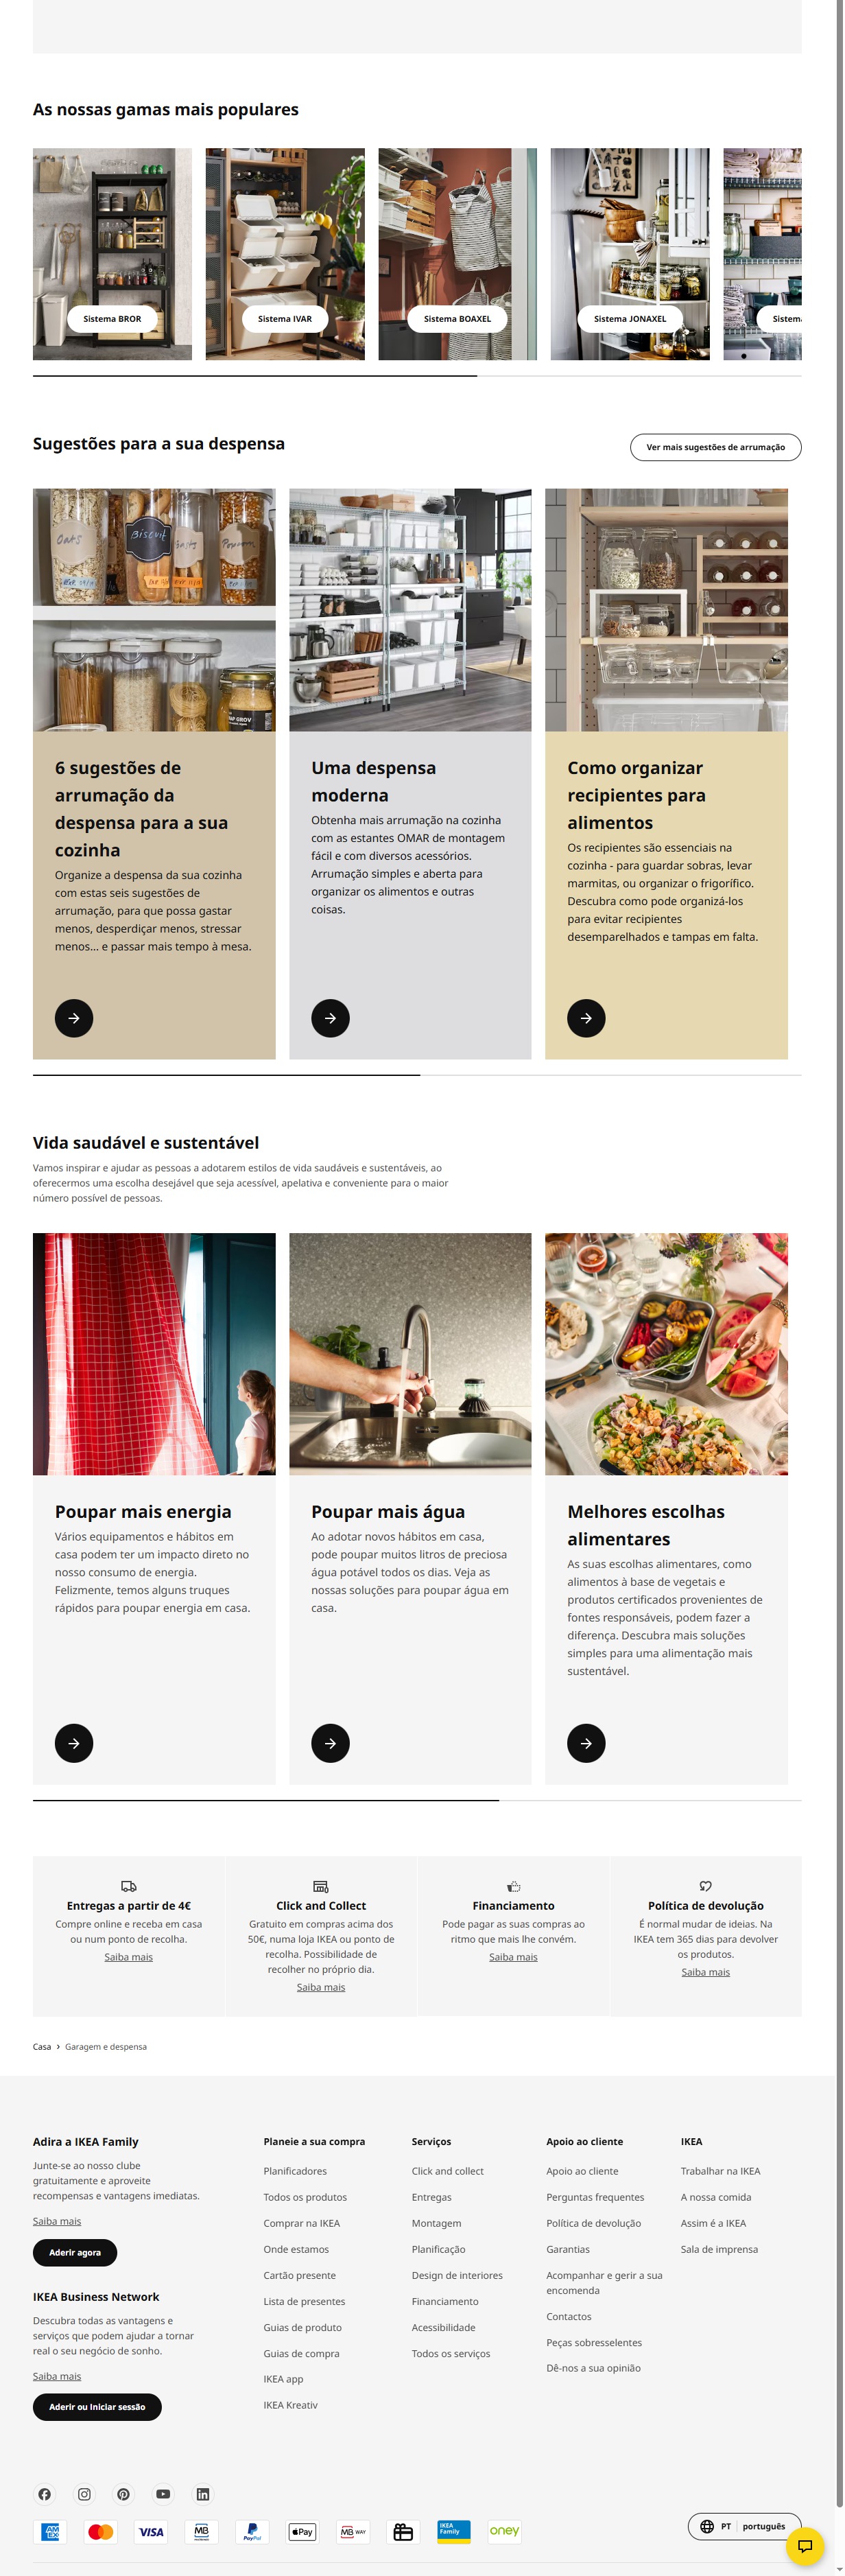 As nossas gamas mais populares
Sistema BROR
Sistema IVAR
Sistema BOAXEL
Sistema JONAXEL
Sugestões para a sua despensa
Ver mais sugestões de arrumação
Oats
Biscuit
6 sugestões de
arrumação da
despensa para a sua
cozinha
Organize a despensa da sua cozinha
com estas seis sugestões de
arrumação, para que possa gastar
menos, desperdiçar menos, stressar
menos... e passar mais tempo à mesa.
Uma despensa
moderna
Obtenha mais arrumação na cozinha
com as estantes OMAR de montagem
fácil e com diversos acessórios.
Arrumação simples e aberta para
organizar os alimentos e outras
coisas.
Como organizar
recipientes para
alimentos
Os recipientes são essenciais na
cozinha - para guardar sobras, levar
marmitas, ou organizar o frigorífico.
Descubra como pode organizá-los
para evitar recipientes
desemparelhados e tampas em falta.
Vida saudável e sustentável
Vamos inspirar e ajudar as pessoas a adotarem estilos de vida saudáveis e sustentáveis, ao
oferecermos uma escolha desejável que seja acessível, apelativa e conveniente para o maior
número possível de pessoas.
Poupar mais energia
Vários equipamentos e hábitos em
casa podem ter um impacto direto no
nosso consumo de energia.
Felizmente, temos alguns truques
rápidos para poupar energia em casa.
Poupar mais água
Ao adotar novos hábitos em casa,
pode poupar muitos litros de preciosa
água potável todos os dias. Veja as
nossas soluções para poupar água em
casa.
Melhores escolhas
alimentares
As suas escolhas alimentares, como
alimentos à base de vegetais e
produtos certificados provenientes de
fontes responsáveis, podem fazer a
diferença. Descubra mais soluções
simples para uma alimentação mais
sustentável.
Entregas a partir de 4€
Compre online e receba em casa
ou num ponto de recolha.
Saiba mais
Click and Collect
Gratuito em compras acima dos
50€, numa loja IKEA ou ponto de
recolha. Possibilidade de
recolher no próprio dia.
Saiba mais
Financiamento
Pode pagar as suas compras ao
ritmo que mais lhe convém.
Saiba mais
Política de devolução
É normal mudar de ideias. Na
IKEA tem 365 dias para devolver
os produtos.
Saiba mais
Casa › Garagem e despensa
Adira a IKEA Family
Junte-se ao nosso clube
gratuitamente e aproveite
recompensas e vantagens imediatas.
Saiba mais
Aderir agora
IKEA Business Network
Descubra todas as vantagens e
serviços que podem ajudar a tornar
real o seu negócio de sonho.
Saiba mais
Aderir ou Iniciar sessão
Planeie a sua compra
Planificadores
Todos os produtos
Comprar na IKEA
Onde estamos
Cartão presente
Lista de presentes
Guias de produto
Guias de compra
IKEA app
IKEA Kreativ
Serviços
Click and collect
Entregas
Montagem
Planificação
Design de interiores
Financiamento
Acessibilidade
Todos os serviços
Apoio ao cliente
Apoio ao cliente
Perguntas frequentes
Política de devolução
Garantias
Acompanhar e gerir a sua
encomenda
Contactos
Peças sobresselentes
Dê-nos a sua opinião
IKEA
Trabalhar na IKEA
A nossa comida
Assim é a IKEA
Sala de imprensa
AMEX
VISA
MB
PayPal
Pay
MB WAY
IKEA
Family
oney
PT
português